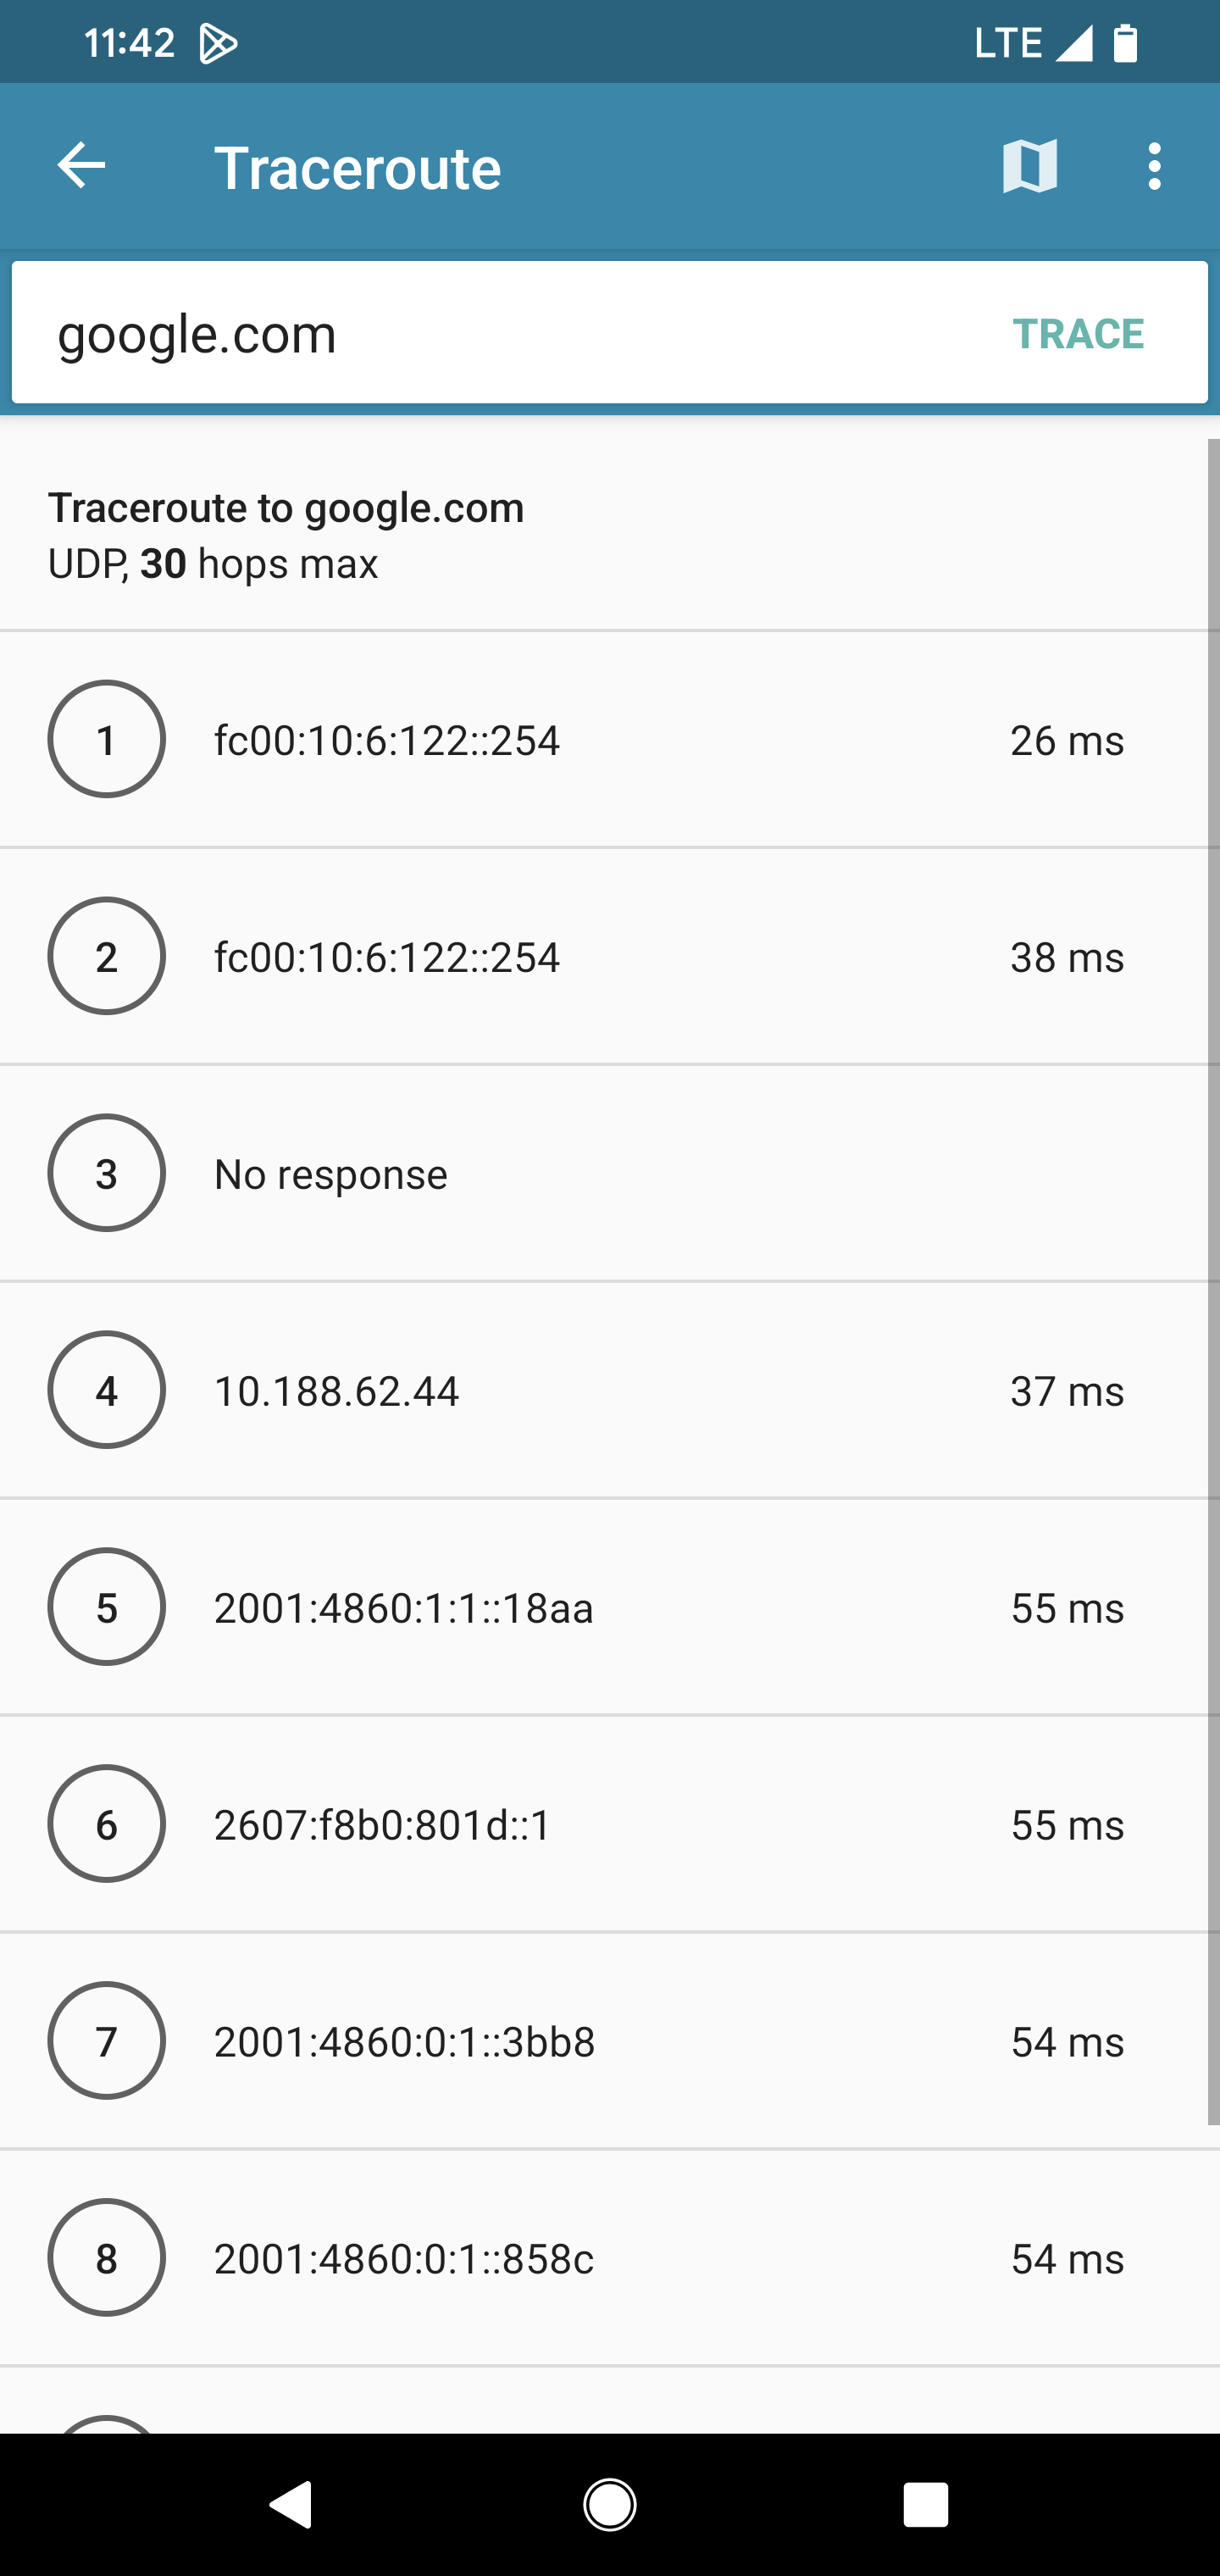 11:42 LTE
Traceroute
google.com TRACE
Traceroute to google.com
UDP, 30 hops max
1 fc00:10:6:122::254 26 ms
2 fc00:10:6:122::254 38 ms
3 No response
4 10.188.62.44 37 ms
5 2001:4860:1:1::18aa 55 ms
6 2607:f8b0:801d::1 55 ms
7 2001:4860:0:1::3bb8 54 ms
8 2001:4860:0:1::858c 54 ms